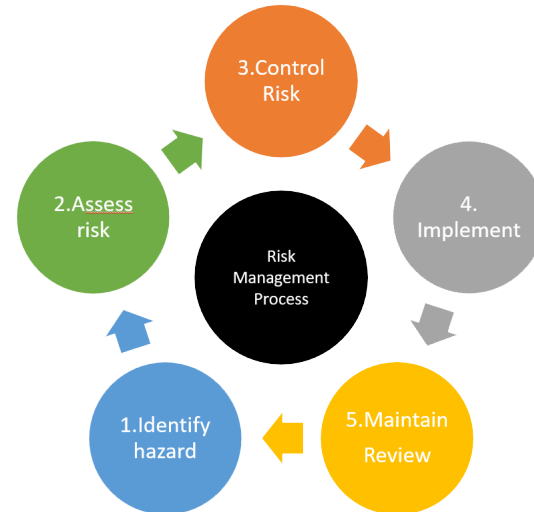 3.Control
Risk
2.Assess
risk
4.
Implement
Risk
Management
Process
1.Identify
hazard
5.Maintain
Review